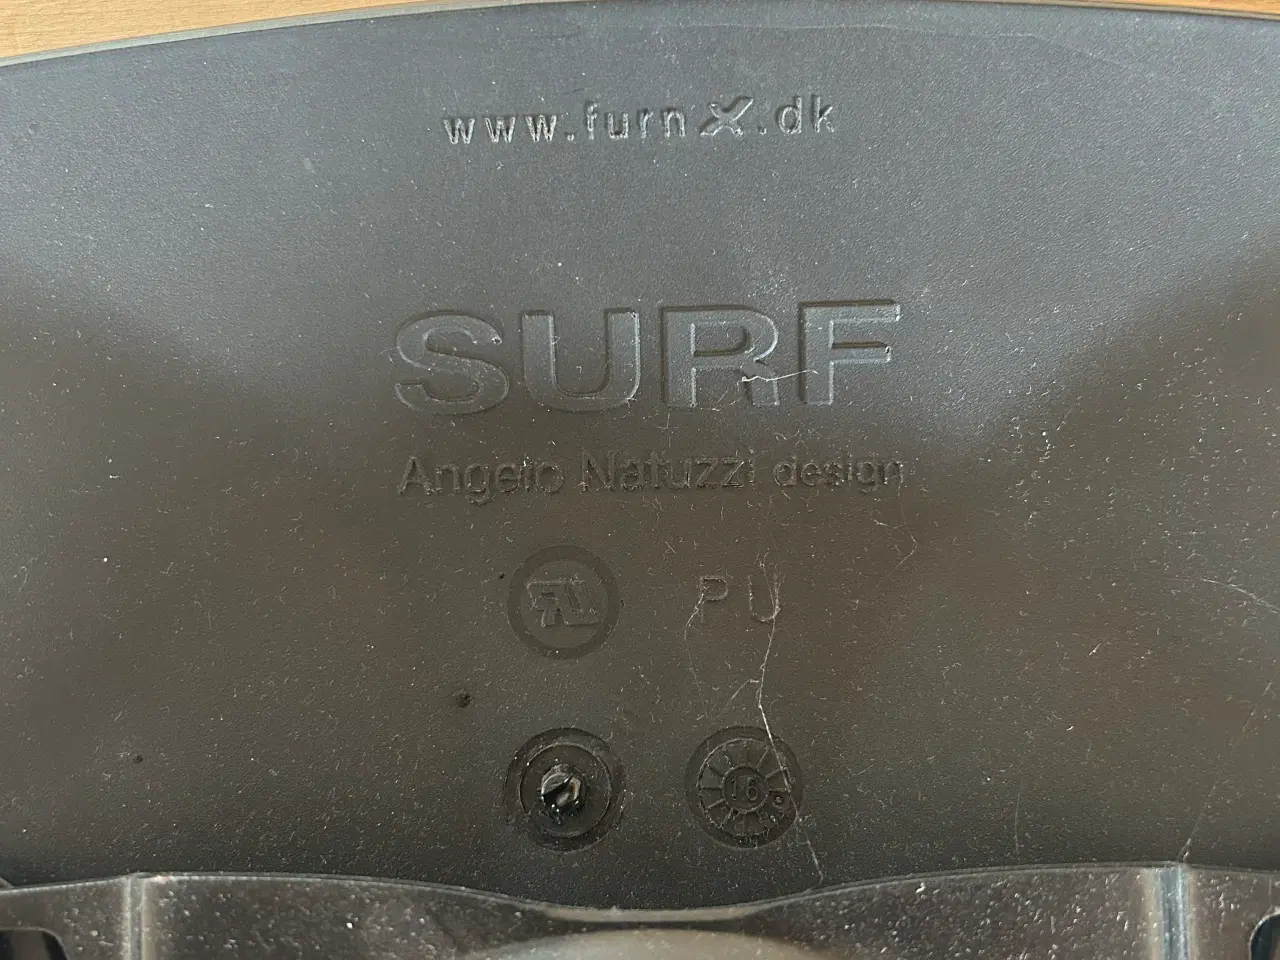 www.furnX.dk
SURF
Angelo Natuzzi design
PU
16